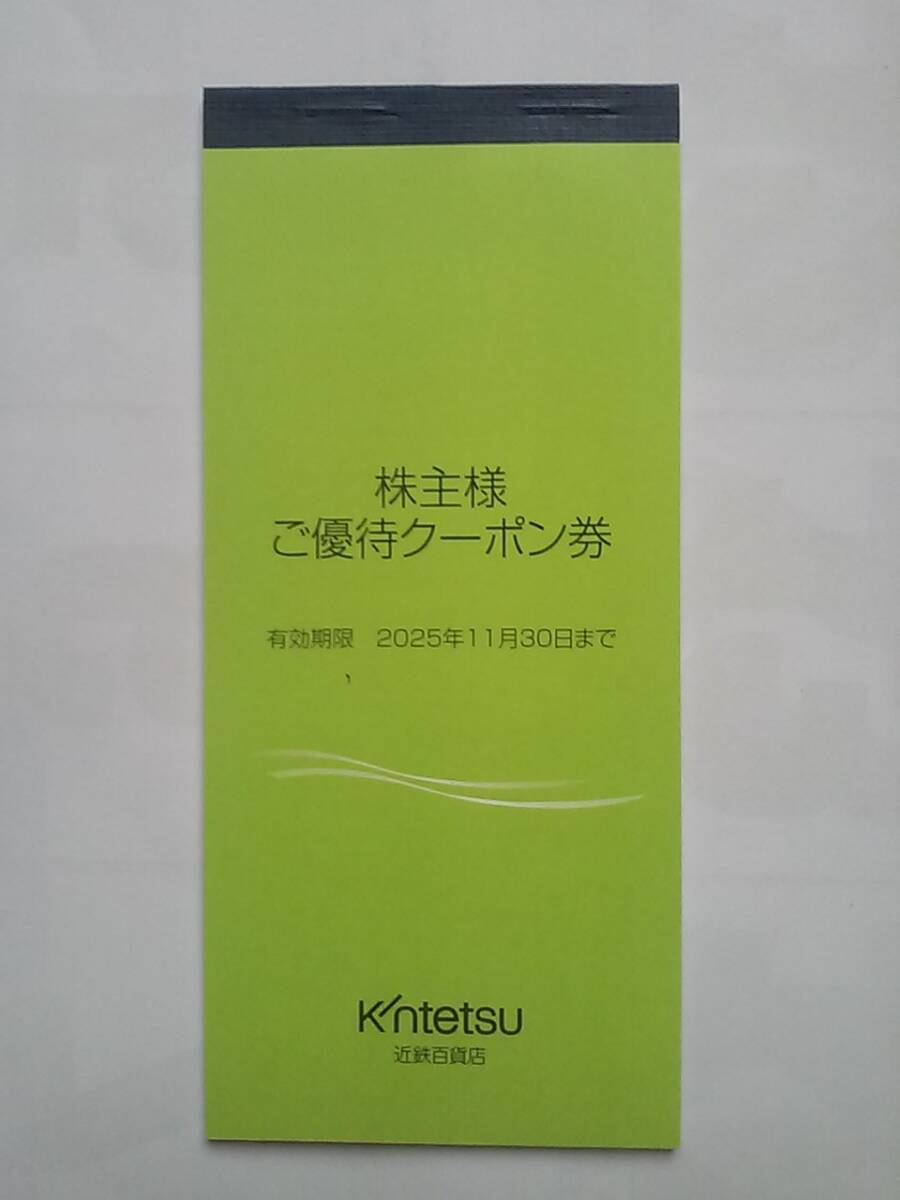 株主様
ご優待クーポン券
有効期限　2025年11月30日まで
Kintetsu
近鉄百貨店